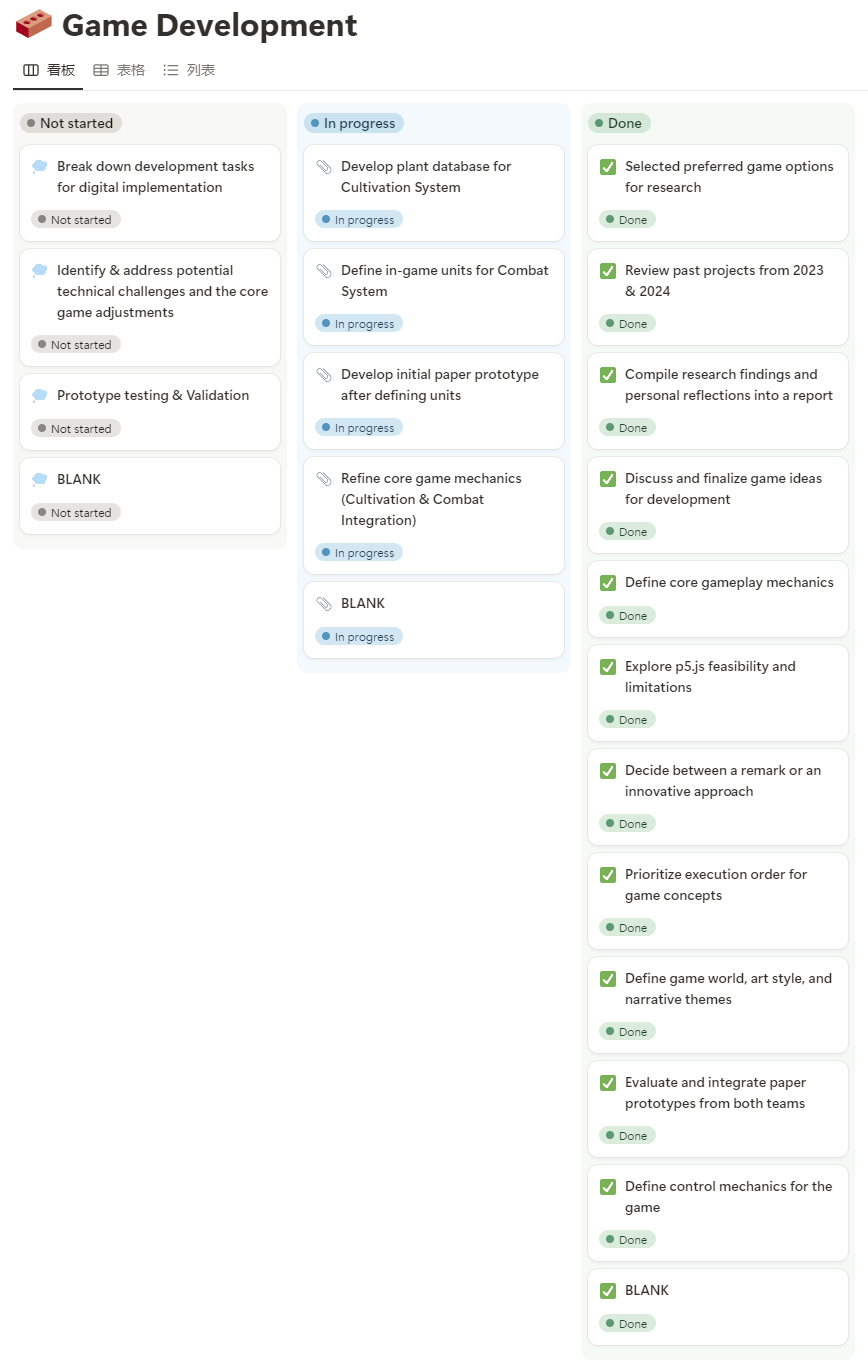 Game Development
看板
表格
列表
Not started
Break down development tasks
for digital implementation
Not started
Identify & address potential
technical challenges and the core
game adjustments
Not started
Prototype testing & Validation
Not started
BLANK
Not started
In progress
Develop plant database for
Cultivation System
In progress
Define in-game units for Combat
System
In progress
Develop initial paper prototype
after defining units
In progress
Refine core game mechanics
(Cultivation & Combat
Integration)
In progress
BLANK
In progress
Done
Selected preferred game options
for research
Done
Review past projects from 2023
& 2024
Done
Compile research findings and
personal reflections into a report
Done
Discuss and finalize game ideas
for development
Done
Define core gameplay mechanics
Done
Explore p5.js feasibility and
limitations
Done
Decide between a remark or an
innovative approach
Done
Prioritize execution order for
game concepts
Done
Define game world, art style, and
narrative themes
Done
Evaluate and integrate paper
prototypes from both teams
Done
Define control mechanics for the
game
Done
BLANK
Done